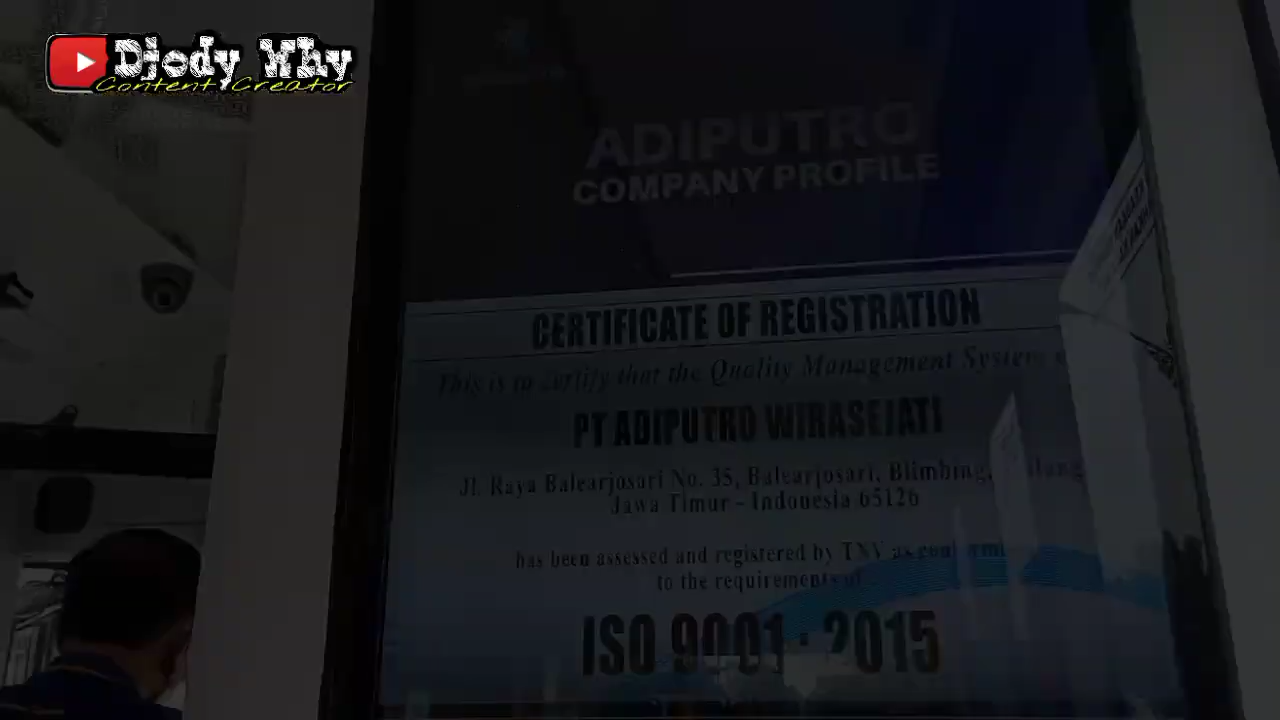 Djody Why
Content Creator
ADIPUTRO
COMPANY PROFILE
CERTIFICATE OF REGISTRATION
This is to certify that the Quality Management System
PT ADIPUTRO WIRASEJATI
Jl. Raya Balearjosari No. 35, Balearjosari, Blimbing,
Jawa Timur - Indonesia 65126
has been assessed and registered by TNV as
to the requirements of
ISO 9001 : 2015